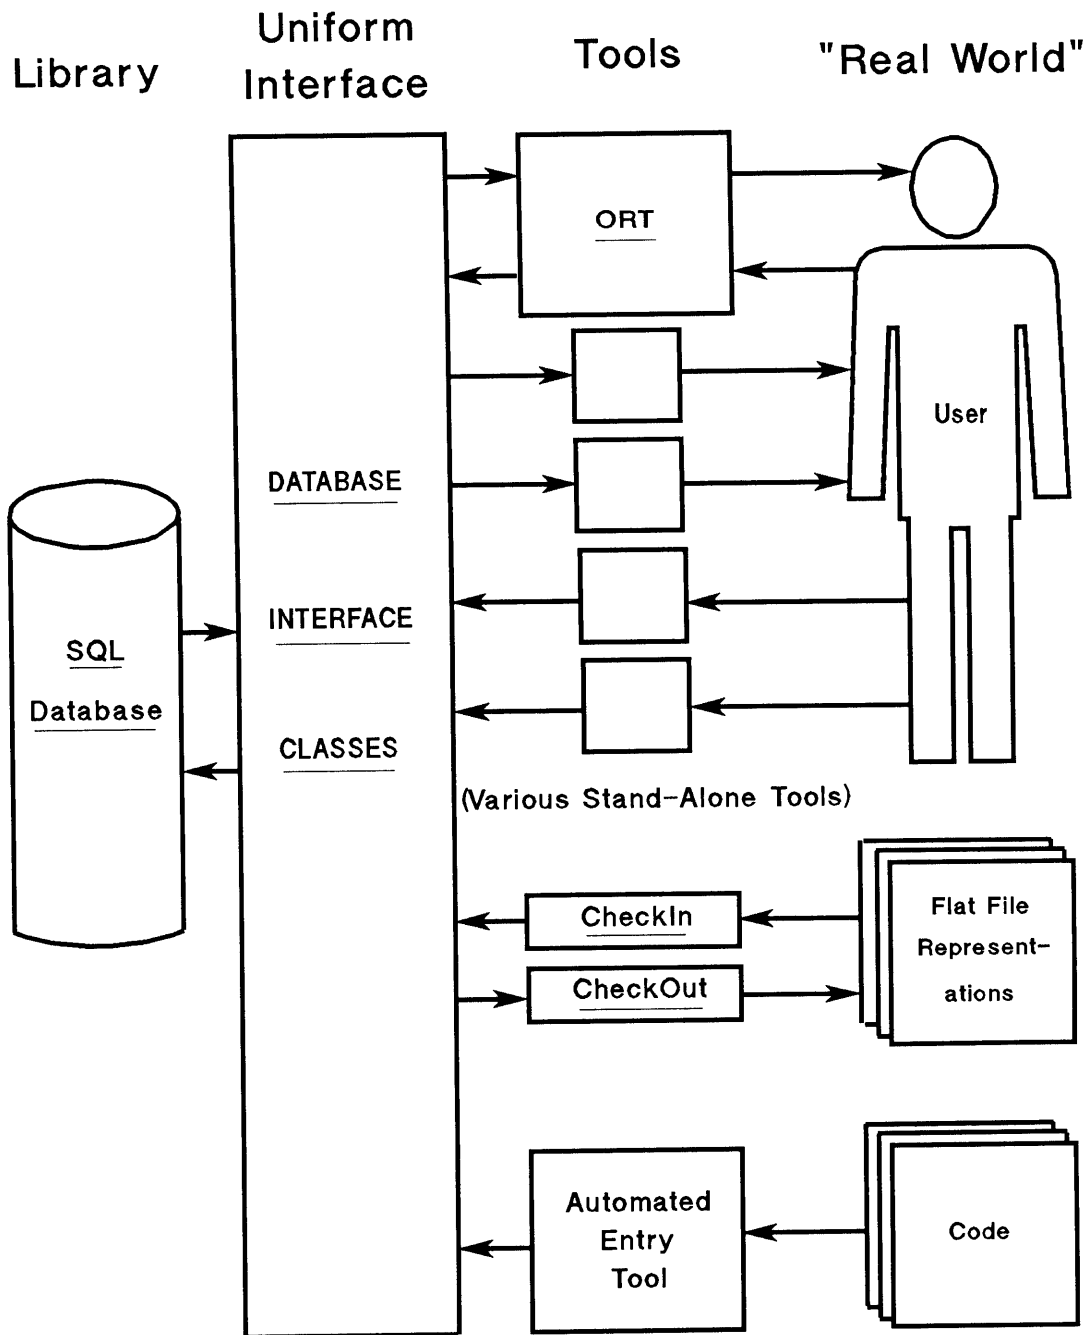 Library
Uniform
Interface
Tools
"Real World"
ORT
User
DATABASE
INTERFACE
CLASSES
SQL
Database
(Various Stand-Alone Tools)
CheckIn
CheckOut
Flat File
Represent-
ations
Automated
Entry
Tool
Code